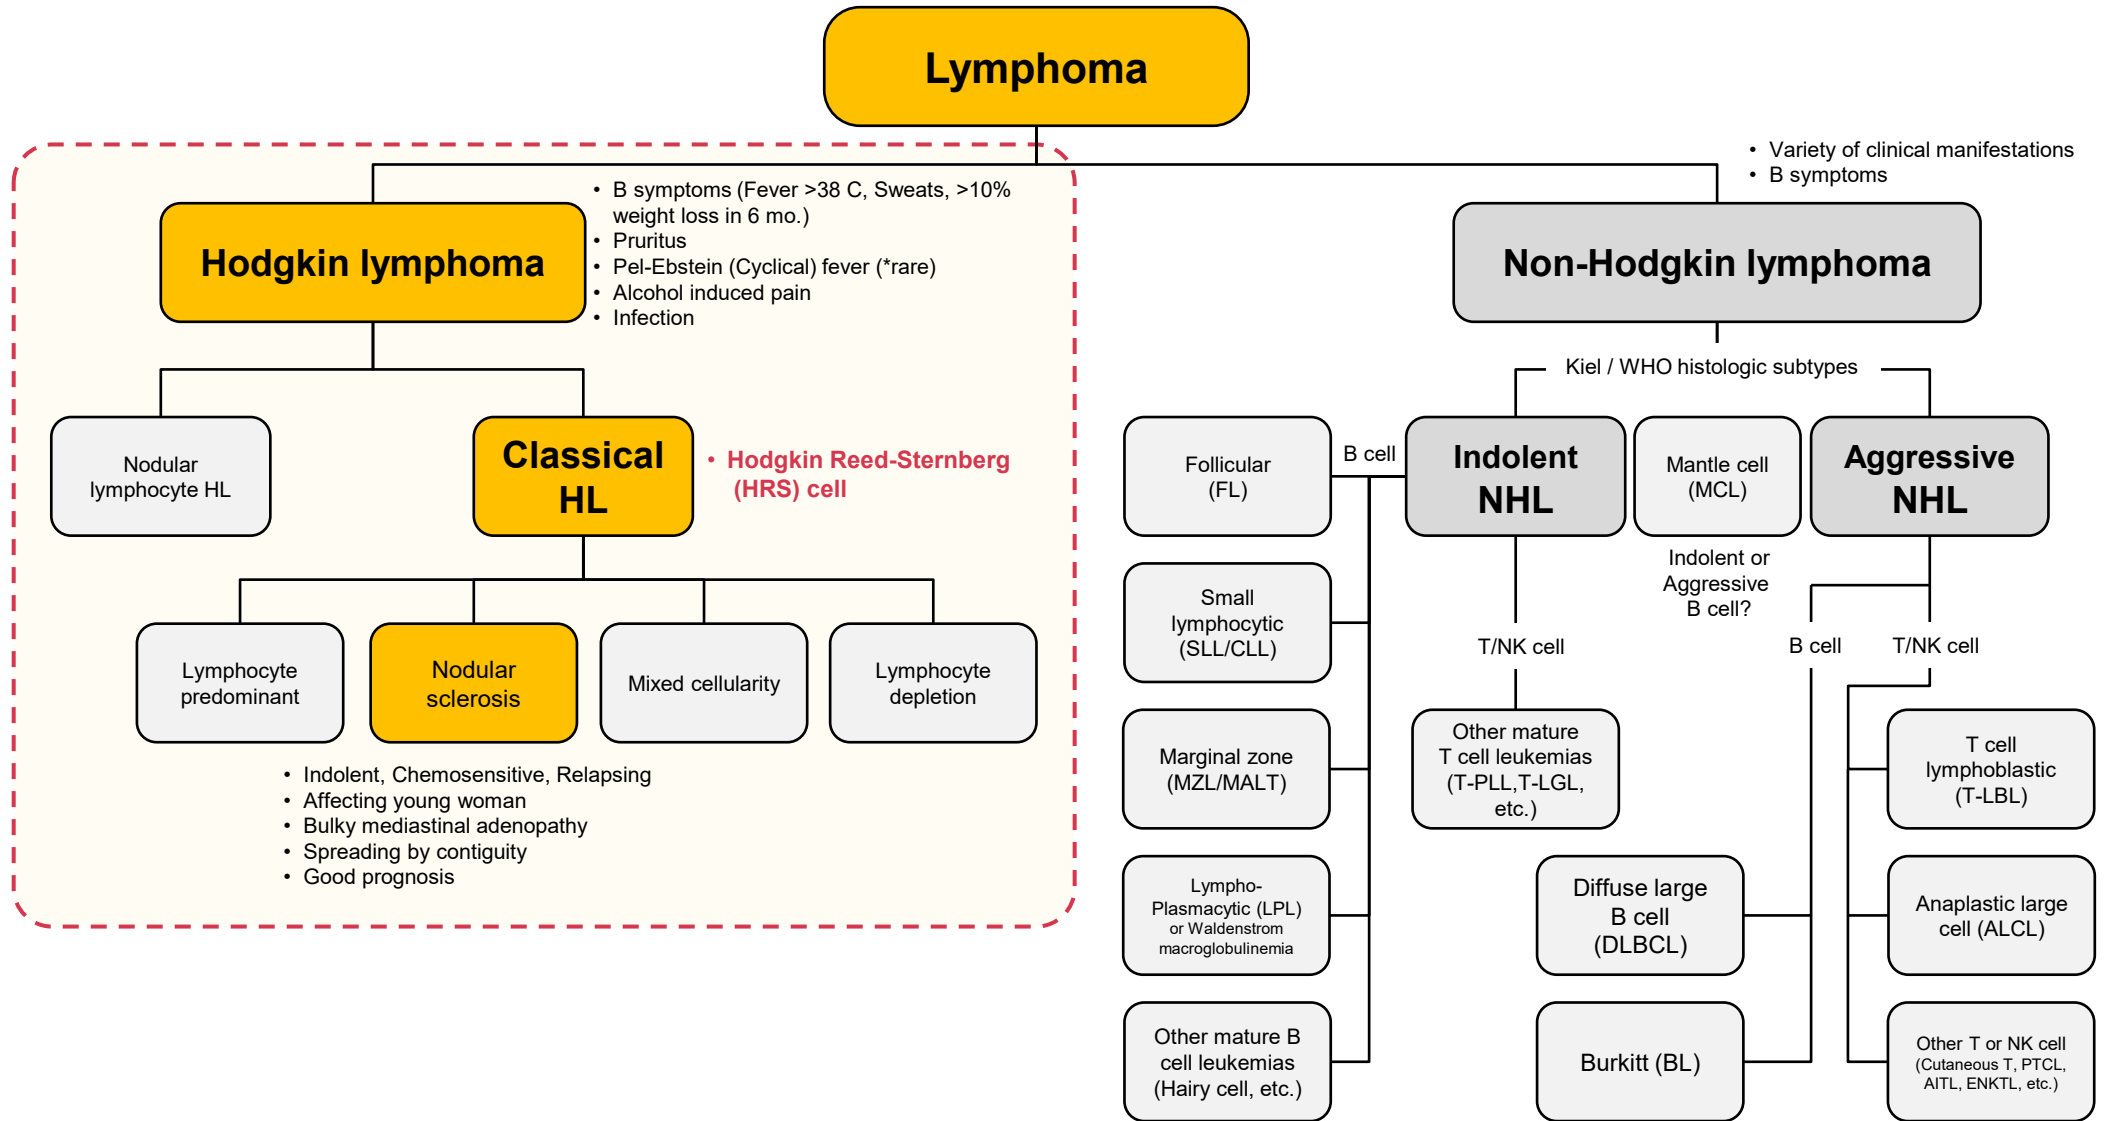 Lymphoma
• Variety of clinical manifestations
• B symptoms
Hodgkin lymphoma
• B symptoms (Fever >38 C, Sweats, >10%
weight loss in 6 mo.)
• Pruritus
• Pel-Ebstein (Cyclical) fever (*rare)
• Alcohol induced pain
• Infection
Non-Hodgkin lymphoma
Kiel / WHO histologic subtypes
Nodular
lymphocyte HL
Classical
HL
• Hodgkin Reed-Sternberg
(HRS) cell
Lymphocyte
predominant
Nodular
sclerosis
Mixed cellularity
Lymphocyte
depletion
• Indolent, Chemosensitive, Relapsing
• Affecting young woman
• Bulky mediastinal adenopathy
• Spreading by contiguity
• Good prognosis
Follicular
(FL)
B cell
Indolent
NHL
Mantle cell
(MCL)
Indolent or
Aggressive
B cell?
Aggressive
NHL
Small
lymphocytic
(SLL/CLL)
T/NK cell
B cell
T/NK cell
Marginal zone
(MZL/MALT)
Other mature
T cell leukemias
(T-PLL,T-LGL,
etc.)
T cell
lymphoblastic
(T-LBL)
Lympho-
Plasmacytic (LPL)
or Waldenstrom
macroglobulinemia
Diffuse large
B cell
(DLBCL)
Anaplastic large
cell (ALCL)
Other mature B
cell leukemias
(Hairy cell, etc.)
Burkitt (BL)
Other T or NK cell
(Cutaneous T, PTCL,
AITL, ENKTL, etc.)